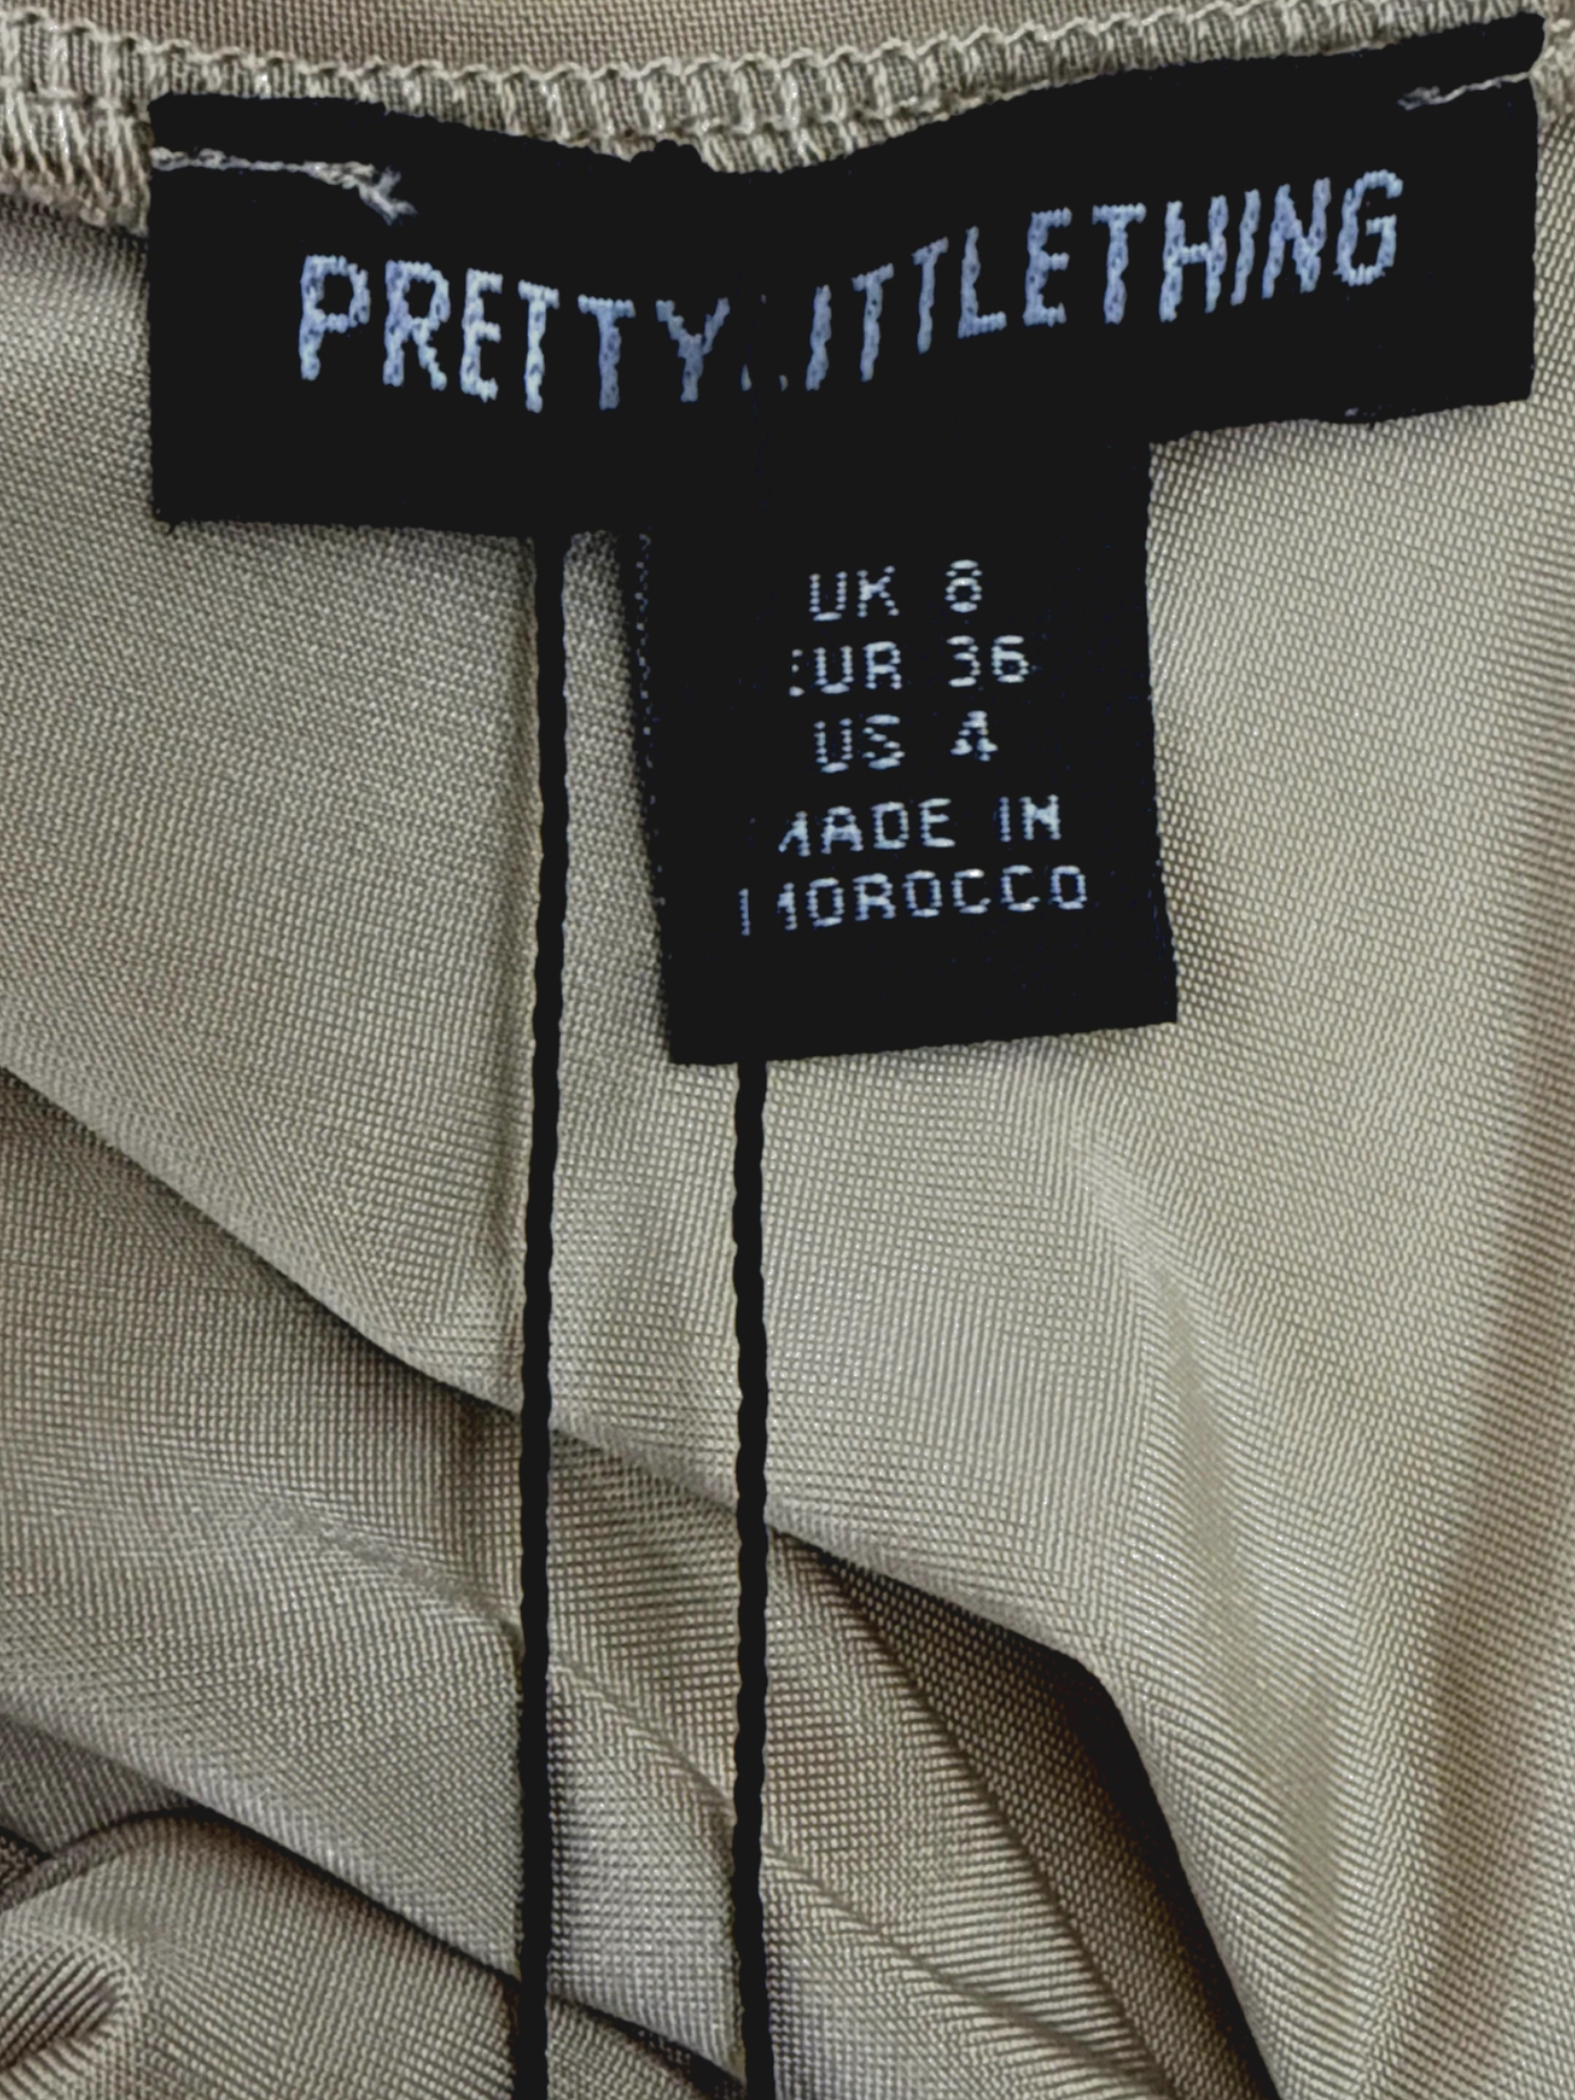 PRETTYLITTLETHING
UK 8
EUR 36
US 4
MADE IN
MOROCCO